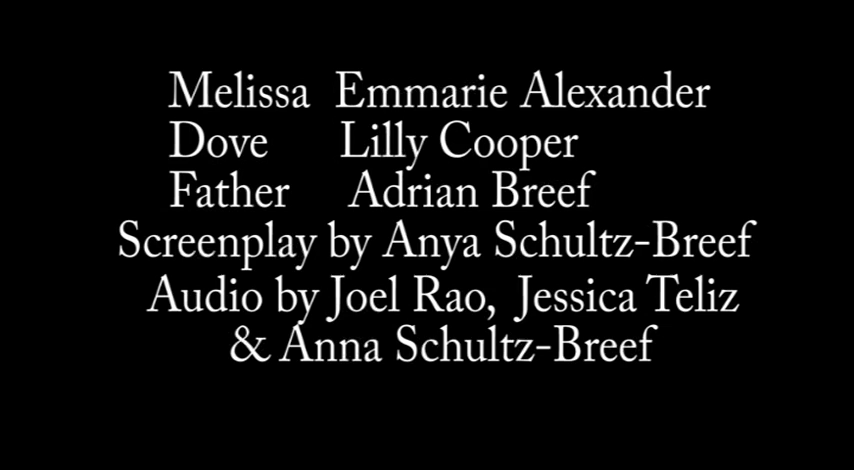 Melissa Emmarie Alexander
Dove Lilly Cooper
Father Adrian Breef
Screenplay by Anya Schultz-Breef
Audio by Joel Rao, Jessica Teliz
& Anna Schultz-Breef